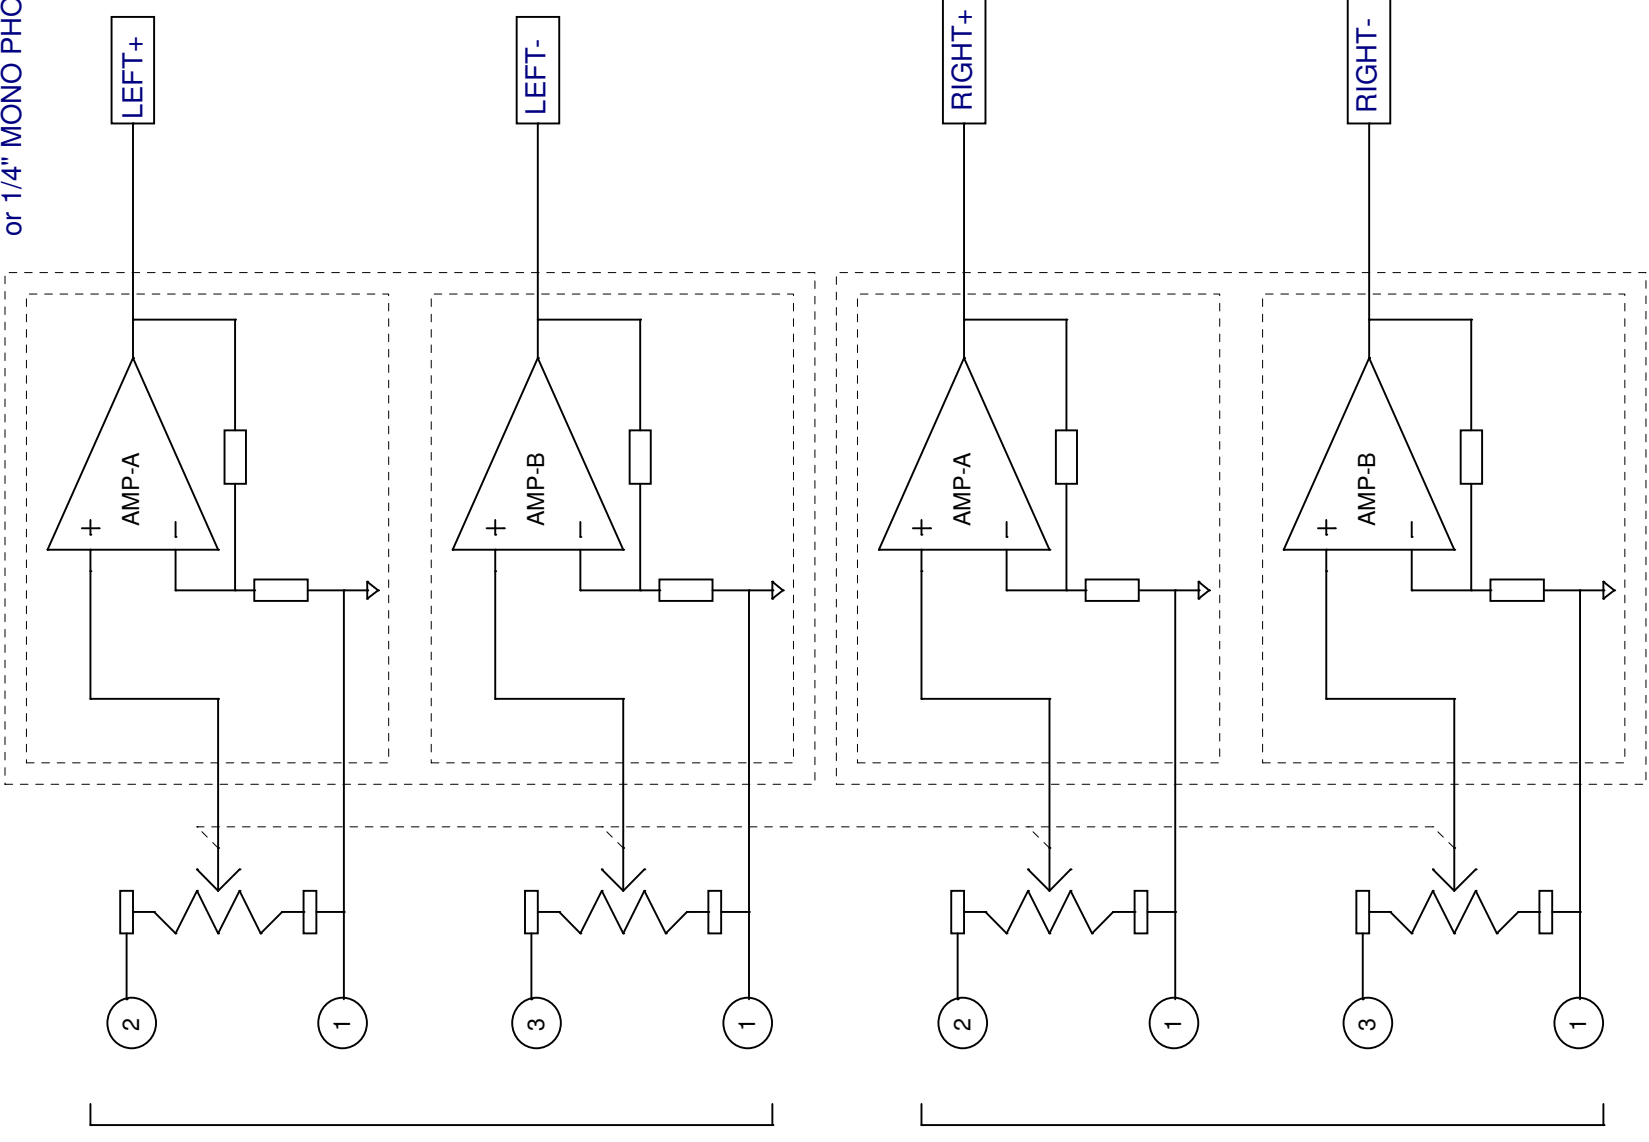 or 1/4" MONO PHO
LEFT+
LEFT-
RIGHT+
RIGHT-
+
−
AMP-A
+
−
AMP-B
+
−
AMP-A
+
−
AMP-B
2
1
3
1
2
1
3
1